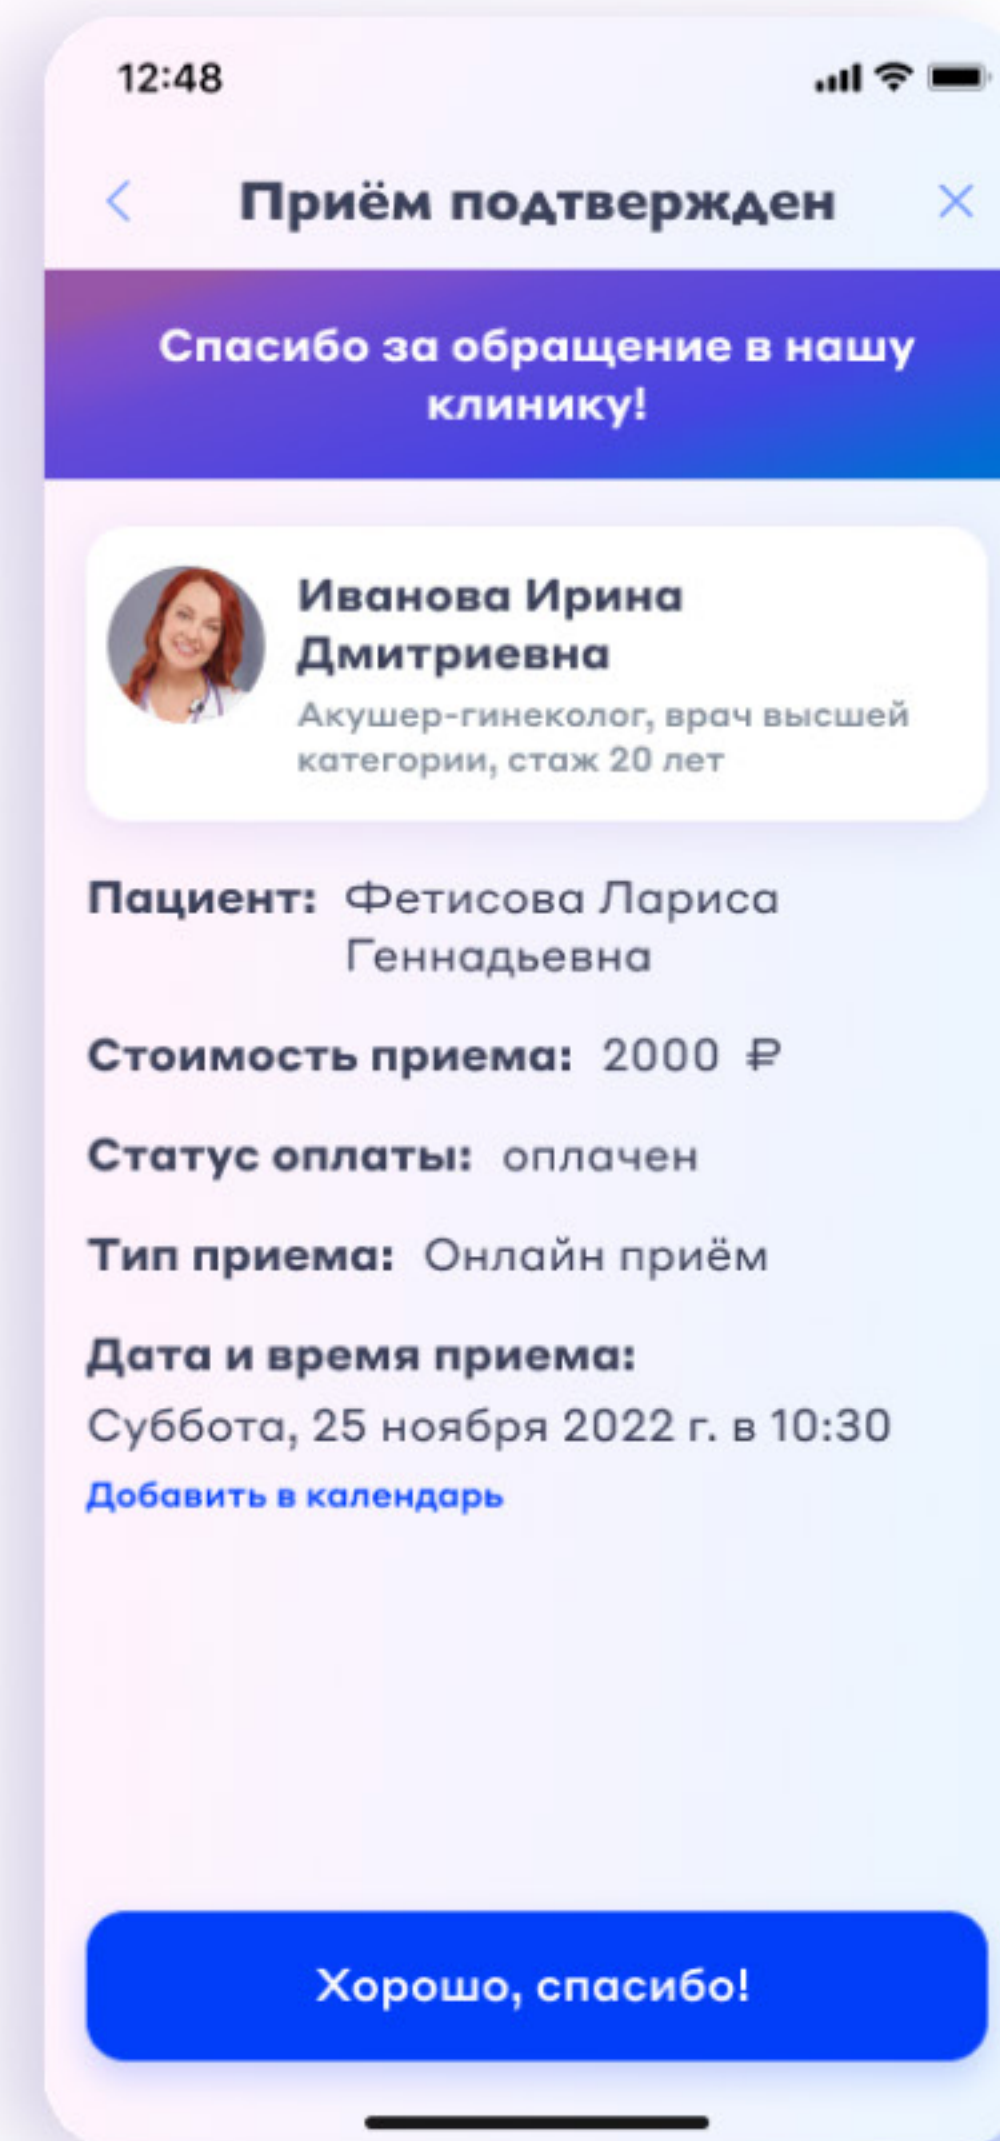 12:48
Приём подтвержден
Спасибо за обращение в нашу
клинику!
Иванова Ирина
Дмитриевна
Акушер-гинеколог, врач высшей
категории, стаж 20 лет
Пациент: Фетисова Лариса
Геннадьевна
Стоимость приема: 2000 ₽
Статус оплаты: оплачен
Тип приема: Онлайн приём
Дата и время приема:
Суббота, 25 ноября 2022 г. в 10:30
Добавить в календарь
Хорошо, спасибо!